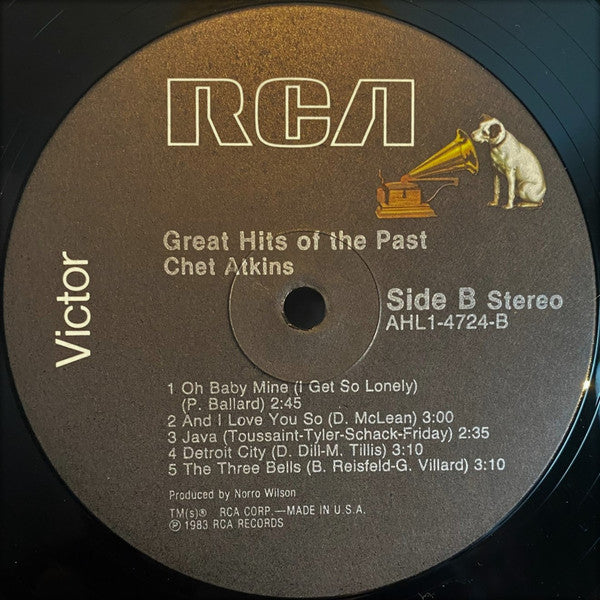 RCA
Victor
Great Hits of the Past
Chet Atkins
Side B Stereo
AHL1-4724-B
1 Oh Baby Mine (I Get So Lonely)
(P. Ballard) 2:45
2 And I Love You So (D. McLean) 3:00
3 Java (Toussaint-Tyler-Schack-Friday) 2:35
4 Detroit City (D. Dill-M. Tillis) 3:10
5 The Three Bells (B. Reisfeld-G. Villard) 3:10
Produced by Norro Wilson
TM(s)® RCA CORP.—MADE IN U.S.A.
℗ 1983 RCA RECORDS